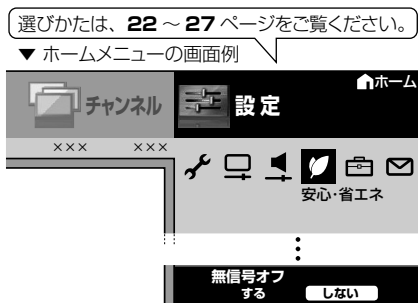 選びかたは、22～27ページをご覧ください。
▼ ホームメニューの画面例
ホーム
チャンネル
設定
××× ×××
安心・省エネ
無信号オフ
する しない